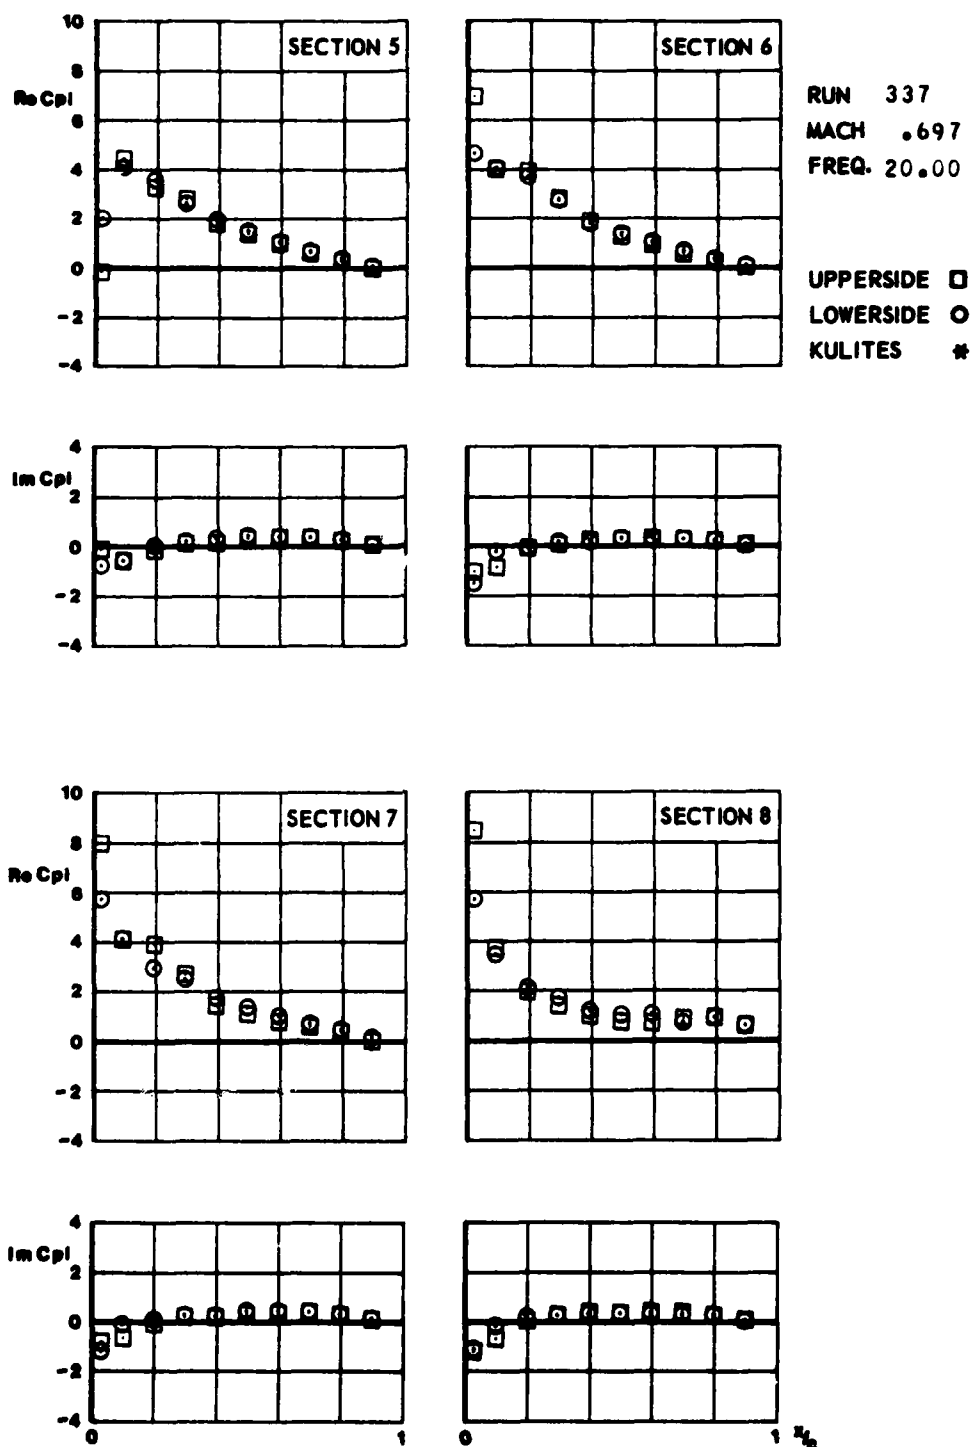 10
SECTION 5
SECTION 6
8
Re Cpl
RUN 337
6
MACH .697
4
FREQ. 20.00
2
0
UPPERSIDE
-2
LOWERSIDE
-4
KULITES *
4
Im Cpl
2
0
-2
-4
10
SECTION 7
SECTION 8
8
Re Cpl
6
4
2
0
-2
-4
4
Im Cpl
2
0
-2
-4
0 1 0 1